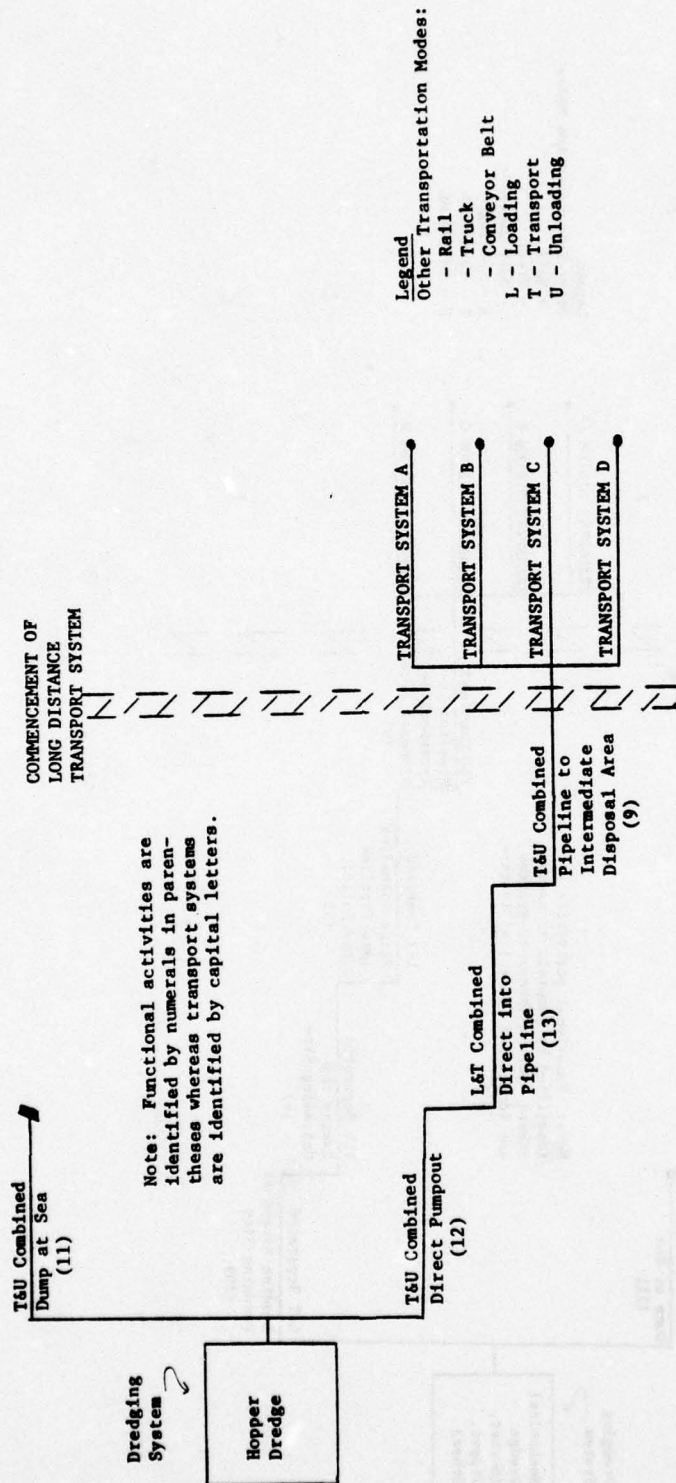 COMMENCEMENT OF
LONG DISTANCE
TRANSPORT SYSTEM
T&U Combined
Dump at Sea
(11)
Note: Functional activities are
identified by numerals in paren-
theses whereas transport systems
are identified by capital letters.
Dredging
System
Hopper
Dredge
T&U Combined
Direct Pumpout
(12)
L&T Combined
Direct into
Pipeline
(13)
T&U Combined
Pipeline to
Intermediate
Disposal Area
(9)
TRANSPORT SYSTEM A
TRANSPORT SYSTEM B
TRANSPORT SYSTEM C
TRANSPORT SYSTEM D
Legend
Other Transportation Modes:
- Rail
- Truck
- Conveyor Belt
L - Loading
T - Transport
U - Unloading